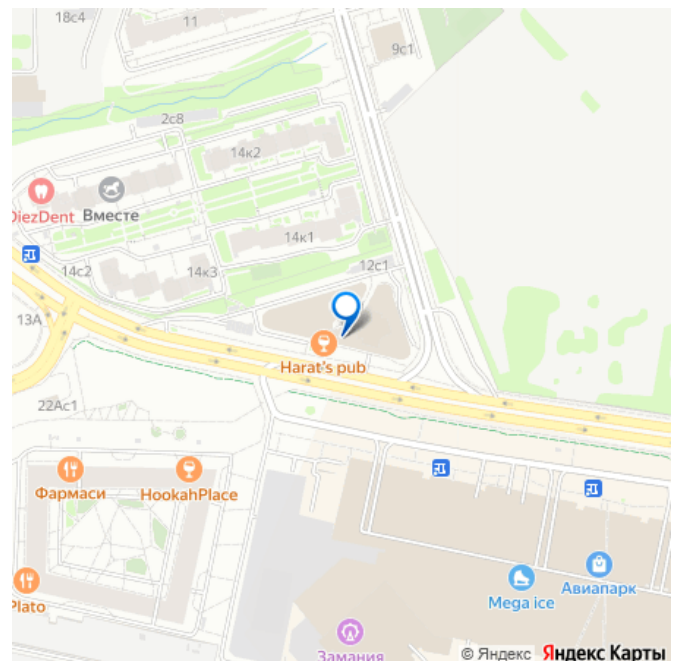 18с4
11
9с1
2с8
14к2
DiezDent
Вместе
14к1
14с2
14к3
12с1
13А
Harat's pub
22Ас1
Фармаси
HookahPlace
Авиапарк
Mega ice
Plato
Замания
© Яндекс Яндекс Карты